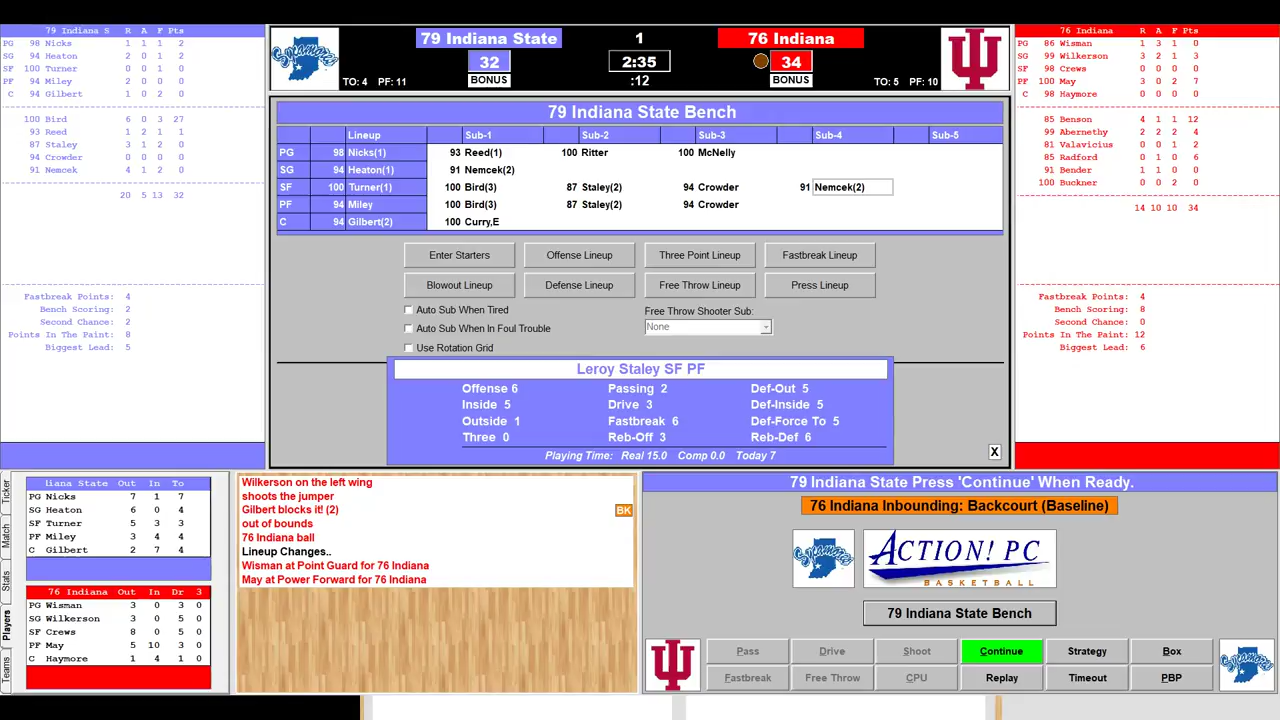 79 Indiana S R A F Pts
PG 98 Nicks 1 1 1 2
SG 94 Heaton 2 0 1 0
SF 100 Turner 1 0 1 0
PF 94 Miley 2 0 0 0
C 94 Gilbert 1 0 2 0
100 Bird 6 0 3 27
93 Reed 1 2 1 1
87 Staley 3 1 2 0
94 Crowder 0 0 0 0
91 Nemcek 4 1 2 0
20 5 13 32
Fastbreak Points: 4
Bench Scoring: 2
Second Chance: 2
Points In The Paint: 8
Biggest Lead: 5
Sycamores
79 Indiana State
32
BONUS
TO: 4 PF: 11
1
2:35
:12
76 Indiana
34
BONUS
TO: 5 PF: 10
76 Indiana R A F Pts
PG 86 Wisman 1 3 1 0
SG 99 Wilkerson 3 2 1 3
SF 98 Crews 0 0 0 0
PF 100 May 3 0 2 7
C 98 Haymore 0 0 0 0
85 Benson 4 1 1 12
99 Abernethy 2 2 2 4
81 Valavicius 0 0 1 2
85 Radford 0 1 0 6
91 Bender 1 1 0 0
100 Buckner 0 0 2 0
14 10 10 34
Fastbreak Points: 4
Bench Scoring: 8
Second Chance: 0
Points In The Paint: 12
Biggest Lead: 6
79 Indiana State Bench
Lineup Sub-1 Sub-2 Sub-3 Sub-4 Sub-5
PG 98 Nicks(1) 93 Reed(1) 100 Ritter 100 McNelly
SG 94 Heaton(1) 91 Nemcek(2)
SF 100 Turner(1) 100 Bird(3) 87 Staley(2) 94 Crowder 91 Nemcek(2)
PF 94 Miley 100 Bird(3) 87 Staley(2) 94 Crowder
C 94 Gilbert(2) 100 Curry,E
Enter Starters Offense Lineup Three Point Lineup Fastbreak Lineup
Blowout Lineup Defense Lineup Free Throw Lineup Press Lineup
Auto Sub When Tired
Auto Sub When In Foul Trouble
Use Rotation Grid
Free Throw Shooter Sub:
None
Leroy Staley SF PF
Offense 6 Passing 2 Def-Out 5
Inside 5 Drive 3 Def-Inside 5
Outside 1 Fastbreak 6 Def-Force To 5
Three 0 Reb-Off 3 Reb-Def 6
Playing Time: Real 15.0 Comp 0.0 Today 7
X
Ticker
Match
Stats
Players
Teams
iana State Out In To
PG Nicks 7 1 7
SG Heaton 6 0 4
SF Turner 5 3 3
PF Miley 3 4 4
C Gilbert 2 7 4
76 Indiana Out In Dr 3
PG Wisman 3 0 3 0
SG Wilkerson 3 0 5 0
SF Crews 8 0 5 0
PF May 5 10 3 0
C Haymore 1 4 1 0
Wilkerson on the left wing
shoots the jumper
Gilbert blocks it! (2)
out of bounds
76 Indiana ball
Lineup Changes..
Wisman at Point Guard for 76 Indiana
May at Power Forward for 76 Indiana
BK
79 Indiana State Press 'Continue' When Ready.
76 Indiana Inbounding: Backcourt (Baseline)
Sycamores
ACTION! PC
BASKETBALL
79 Indiana State Bench
Pass Drive Shoot Continue Strategy Box
Fastbreak Free Throw CPU Replay Timeout PBP
Sycamores